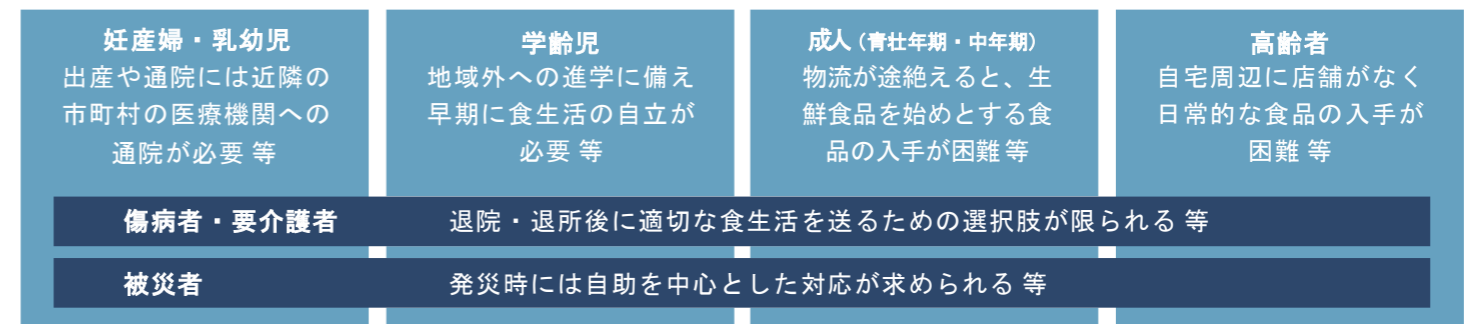 妊産婦・乳幼児
出産や通院には近隣の
市町村の医療機関への
通院が必要 等
学齢児
地域外への進学に備え
早期に食生活の自立が
必要 等
成人（青壮年期・中年期）
物流が途絶えると、生
鮮食品を始めとする食
品の入手が困難 等
高齢者
自宅周辺に店舗がなく
日常的な食品の入手が
困難 等
傷病者・要介護者 退院・退所後に適切な食生活を送るための選択肢が限られる 等
被災者 発災時には自助を中心とした対応が求められる 等